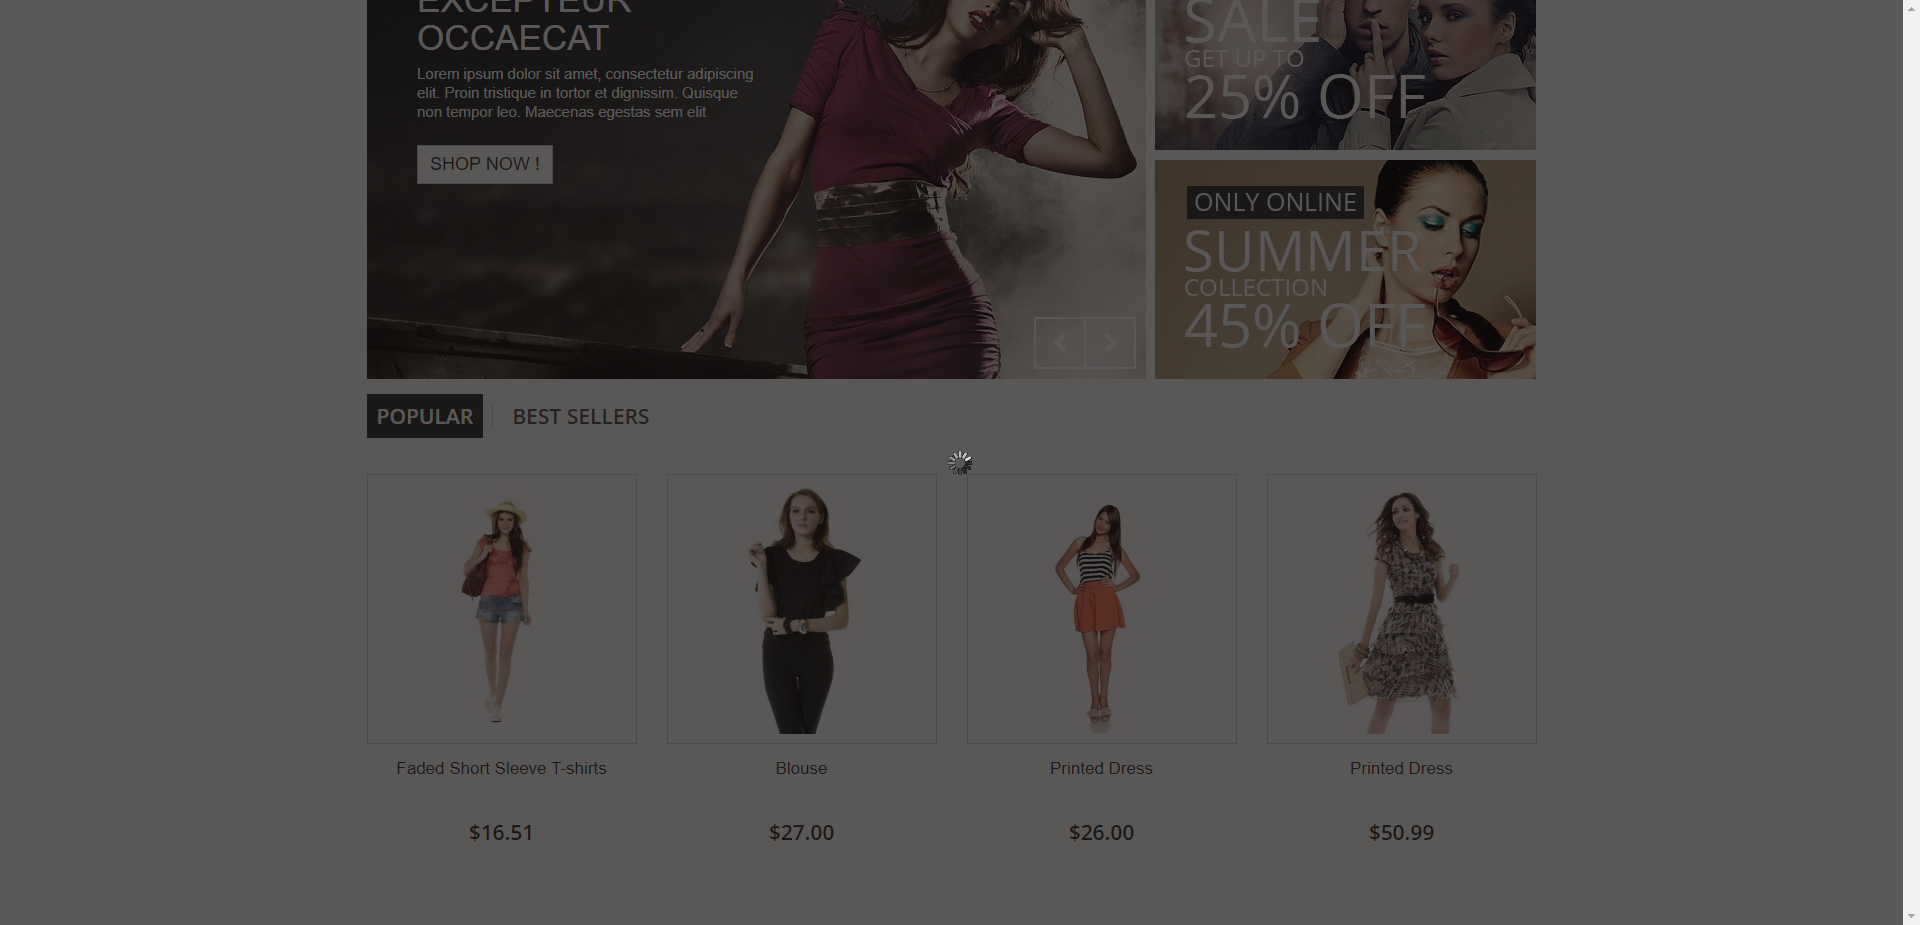 EXCEPTEUR
OCCAECAT
Lorem ipsum dolor sit amet, consectetur adipiscing
elit. Proin tristique in tortor et dignissim. Quisque
non tempor leo. Maecenas egestas sem elit
SHOP NOW !
SALE
GET UP TO
25% OFF
ONLY ONLINE
SUMMER
COLLECTION
45% OFF
POPULAR
BEST SELLERS
Faded Short Sleeve T-shirts
$16.51
Blouse
$27.00
Printed Dress
$26.00
Printed Dress
$50.99